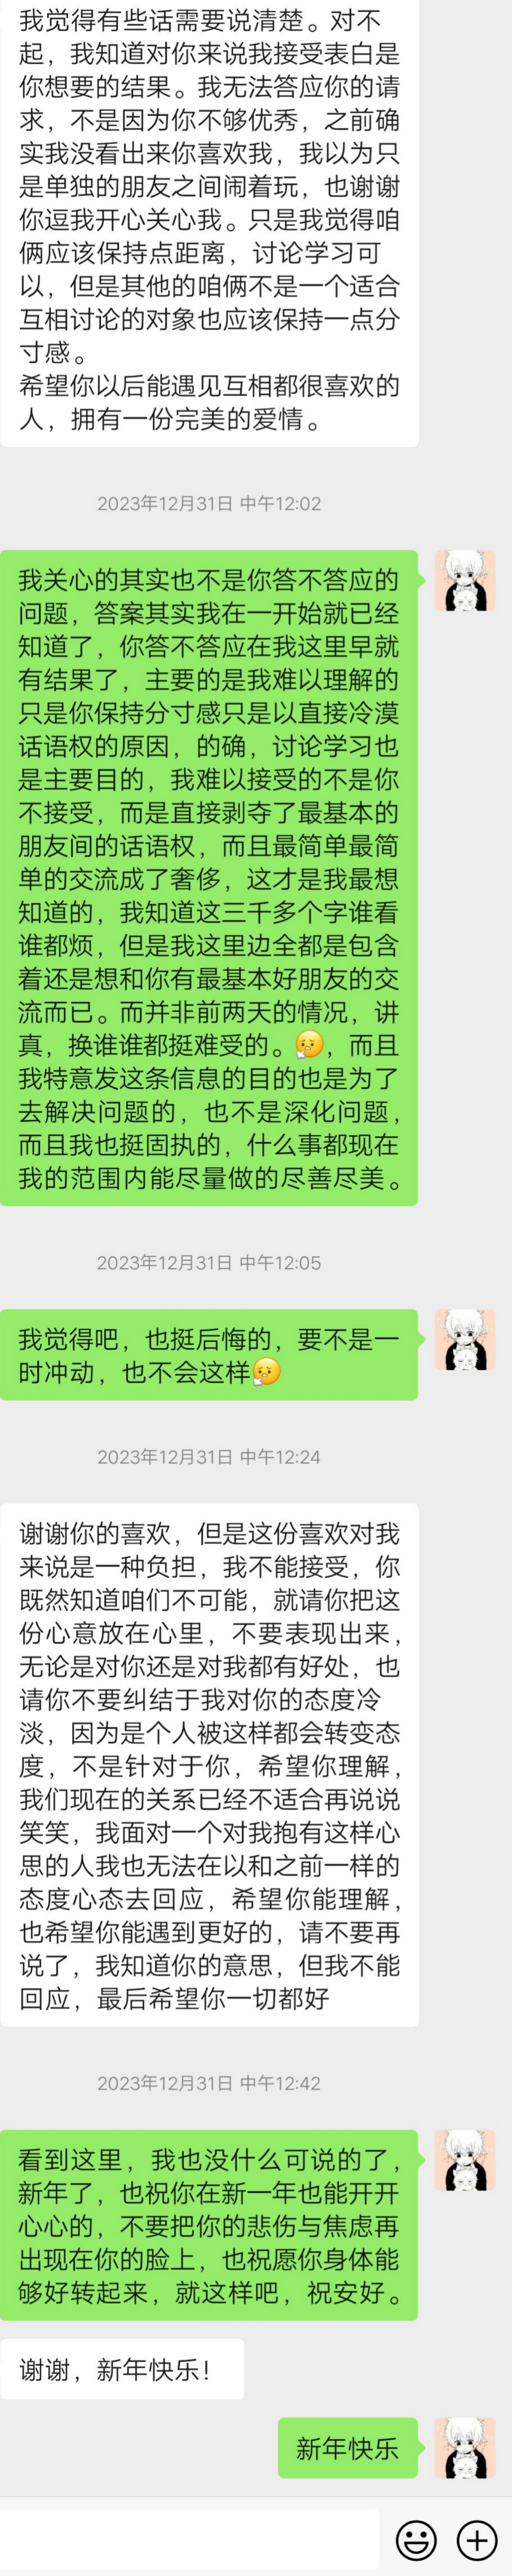 我觉得有些话需要说清楚。对不
起，我知道对你来说我接受表白是
你想要的结果。我无法答应你的请
求，不是因为你不够优秀，之前确
实我没看出来你喜欢我，我以为只
是单独的朋友之间闹着玩，也谢谢
你逗我开心关心我。只是我觉得咱
俩应该保持点距离，讨论学习可
以，但是其他的咱俩不是一个适合
互相讨论的对象也应该保持一点分
寸感。
希望你以后能遇见互相都很喜欢的
人，拥有一份完美的爱情。
2023年12月31日 中午12:02
我关心的其实也不是你答不答应的
问题，答案其实我在一开始就已经
知道了，你答不答应在我这里早就
有结果了，主要的是我难以理解的
只是你保持分寸感只是以直接冷漠
话语权的原因，的确，讨论学习也
是主要目的，我难以接受的不是你
不接受，而是直接剥夺了最基本的
朋友间的话语权，而且最简单最简
单的交流成了奢侈，这才是我最想
知道的，我知道这三千多个字谁看
谁都烦，但是我这里边全都是包含
着还是想和你有最基本好朋友的交
流而已。而并非前两天的情况，讲
真，换谁谁都挺难受的。，而且
我特意发这条信息的目的也是为了
去解决问题的，也不是深化问题，
而且我也挺固执的，什么事都现在
我的范围内能尽量做的尽善尽美。
2023年12月31日 中午12:05
我觉得吧，也挺后悔的，要不是一
时冲动，也不会这样
2023年12月31日 中午12:24
谢谢你的喜欢，但是这份喜欢对我
来说是一种负担，我不能接受，你
既然知道咱们不可能，就请你把这
份心意放在心里，不要表现出来，
无论是对你还是对我都有好处，也
请你不要纠结于我对你的态度冷
淡，因为是个人被这样都会转变态
度，不是针对于你，希望你理解，
我们现在的关系已经不适合再说说
笑笑，我面对一个对我抱有这样心
思的人我也无法在以和之前一样的
态度心态去回应，希望你能理解，
也希望你能遇到更好的，请不要再
说了，我知道你的意思，但我不能
回应，最后希望你一切都好
2023年12月31日 中午12:42
看到这里，我也没什么可说的了，
新年了，也祝你在新一年也能开开
心心的，不要把你的悲伤与焦虑再
出现在你的脸上，也祝愿你身体能
够好转起来，就这样吧，祝安好。
谢谢，新年快乐！
新年快乐